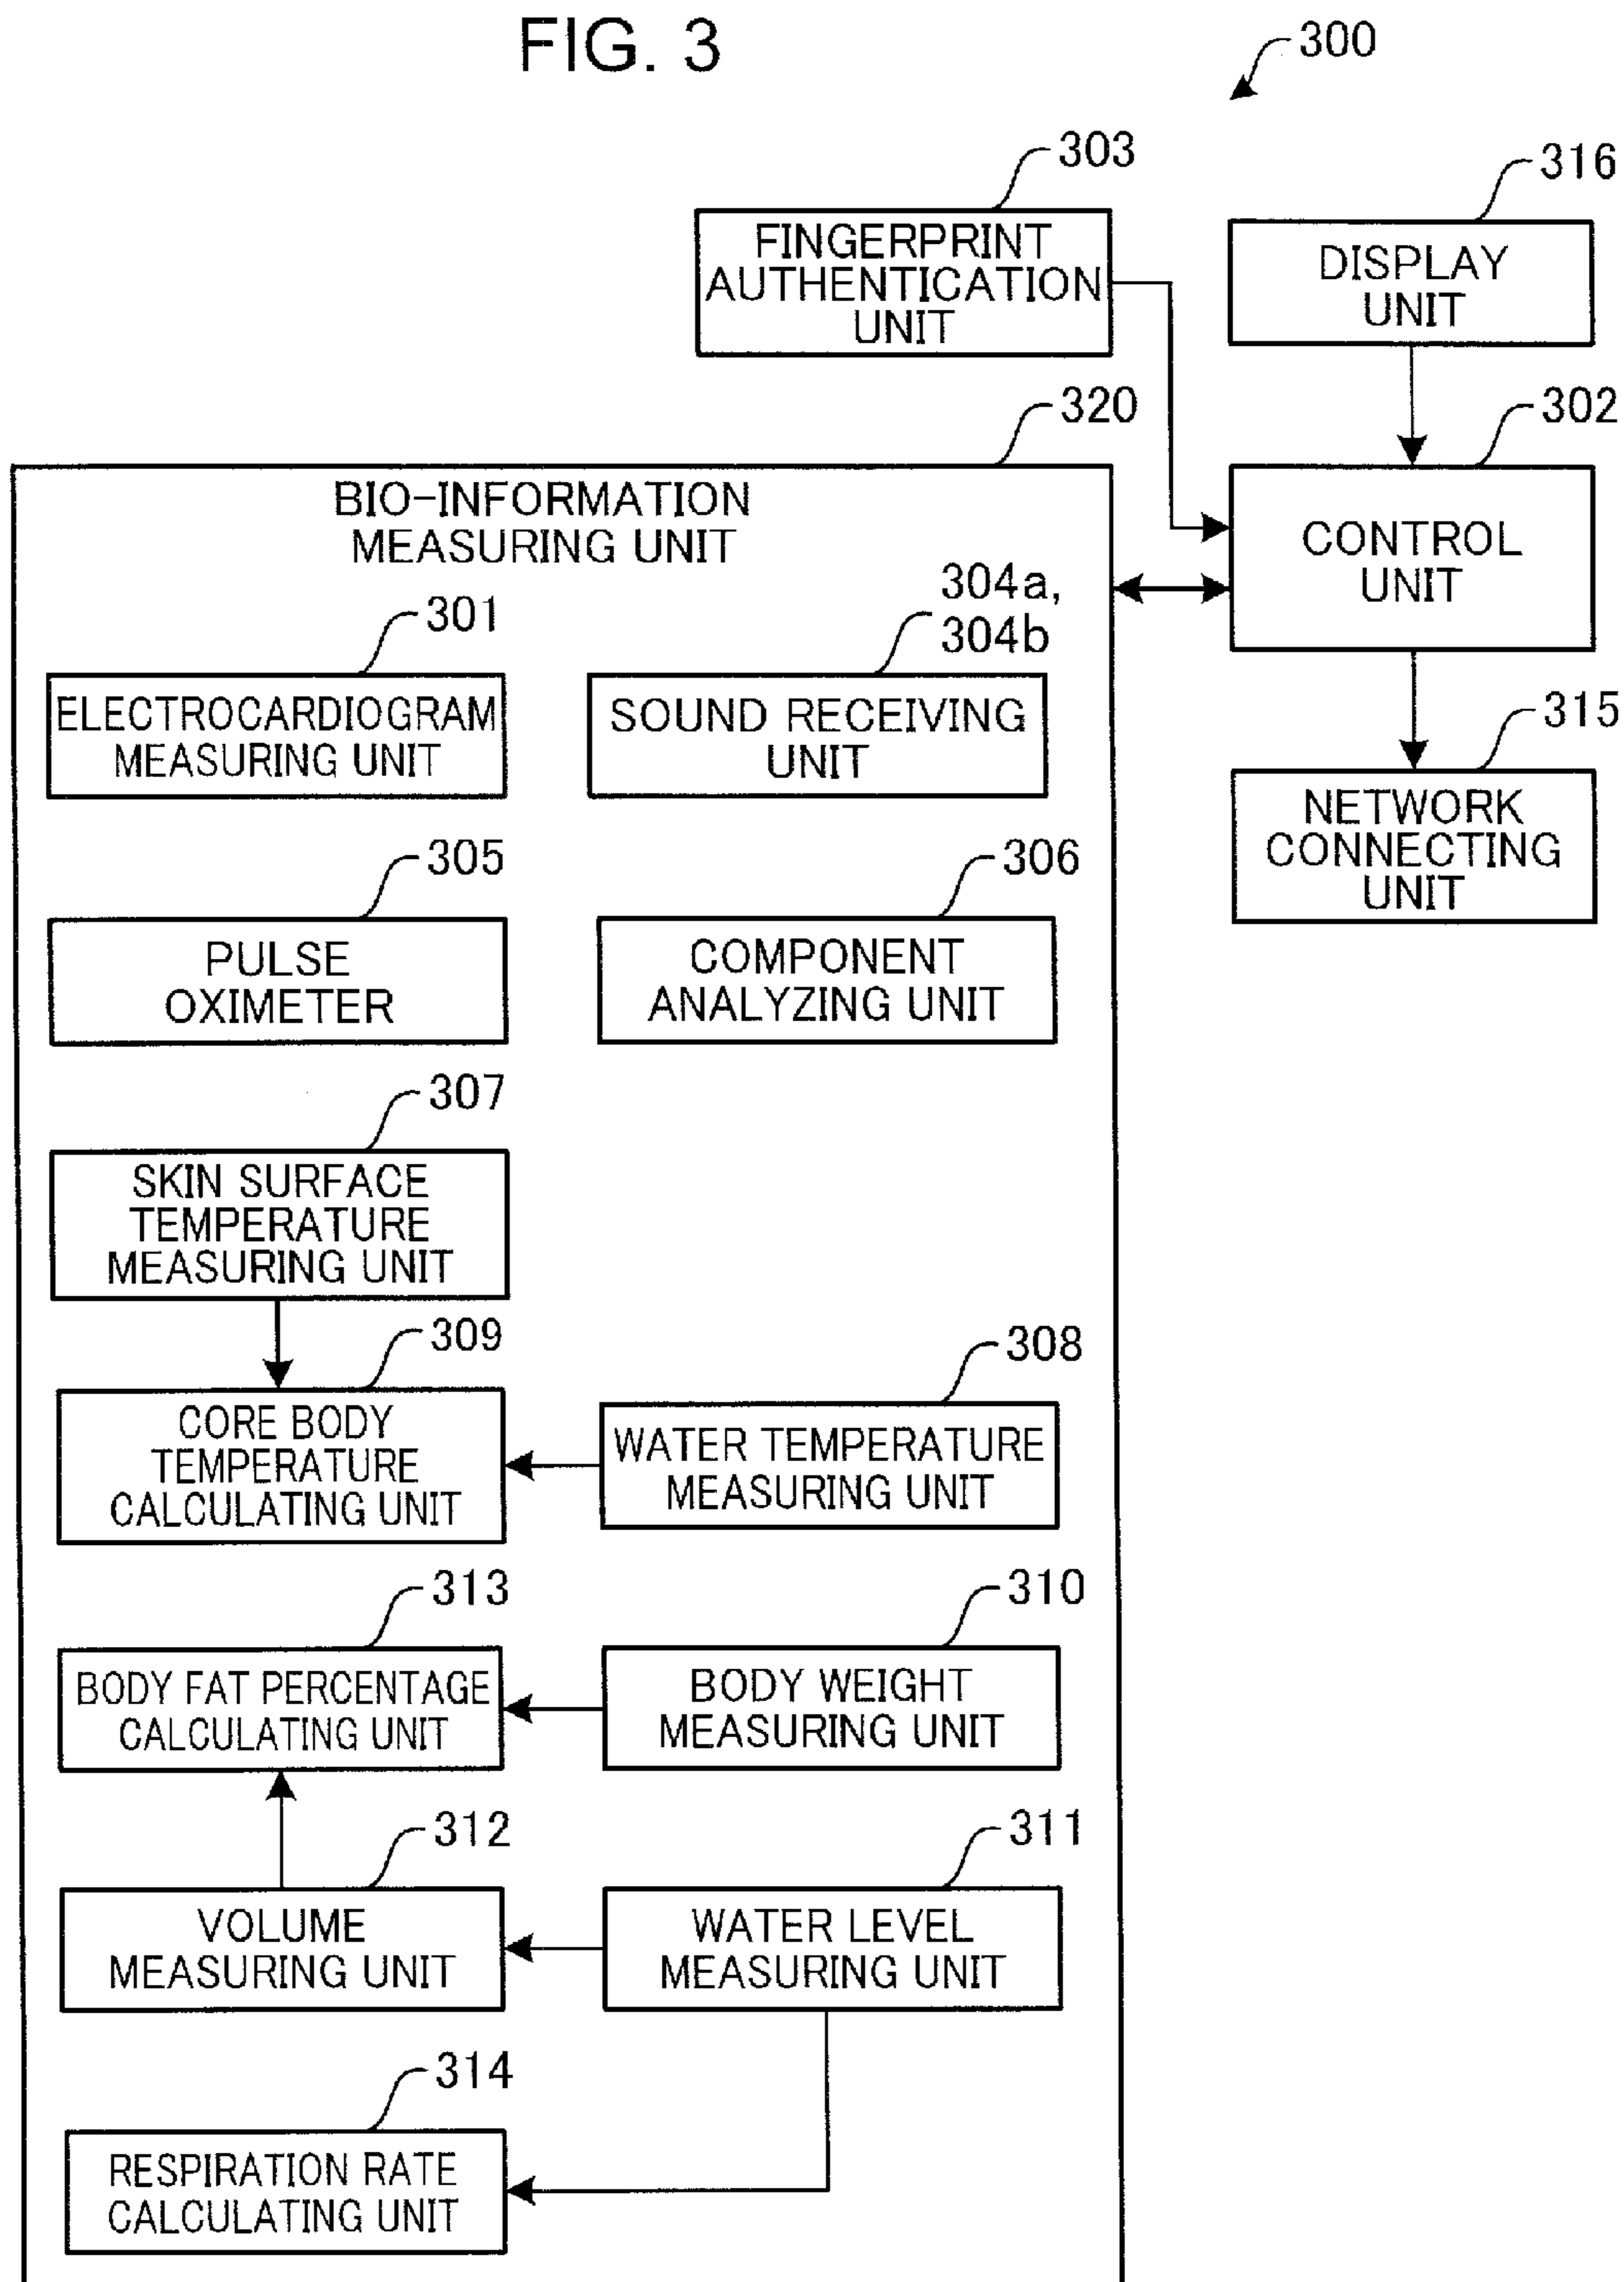 FIG. 3
300
303
FINGERPRINT
AUTHENTICATION
UNIT
316
DISPLAY
UNIT
320
302
CONTROL
UNIT
BIO-INFORMATION
MEASURING UNIT
301
ELECTROCARDIOGRAM
MEASURING UNIT
304a,
304b
SOUND RECEIVING
UNIT
315
NETWORK
CONNECTING
UNIT
305
PULSE
OXIMETER
306
COMPONENT
ANALYZING UNIT
307
SKIN SURFACE
TEMPERATURE
MEASURING UNIT
309
CORE BODY
TEMPERATURE
CALCULATING UNIT
308
WATER TEMPERATURE
MEASURING UNIT
313
BODY FAT PERCENTAGE
CALCULATING UNIT
310
BODY WEIGHT
MEASURING UNIT
312
VOLUME
MEASURING UNIT
311
WATER LEVEL
MEASURING UNIT
314
RESPIRATION RATE
CALCULATING UNIT